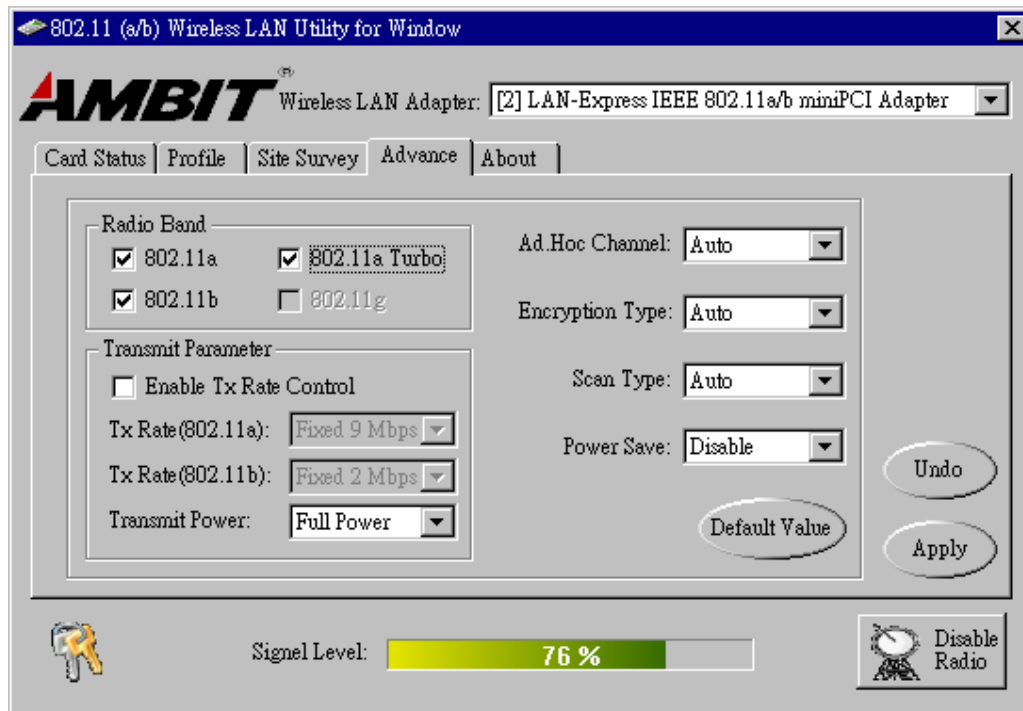 802.11 (a/b) Wireless LAN Utility for Window
AMBIT ®
Wireless LAN Adapter: [2] LAN-Express IEEE 802.11a/b miniPCI Adapter
Card Status Profile Site Survey Advance About
Radio Band
802.11a 802.11a Turbo
802.11b 802.11g
Transmit Parameter
Enable Tx Rate Control
Tx Rate(802.11a): Fixed 9 Mbps
Tx Rate(802.11b): Fixed 2 Mbps
Transmit Power: Full Power
Ad.Hoc Channel: Auto
Encryption Type: Auto
Scan Type: Auto
Power Save: Disable
Default Value
Undo
Apply
Signel Level: 76 %
Disable
Radio